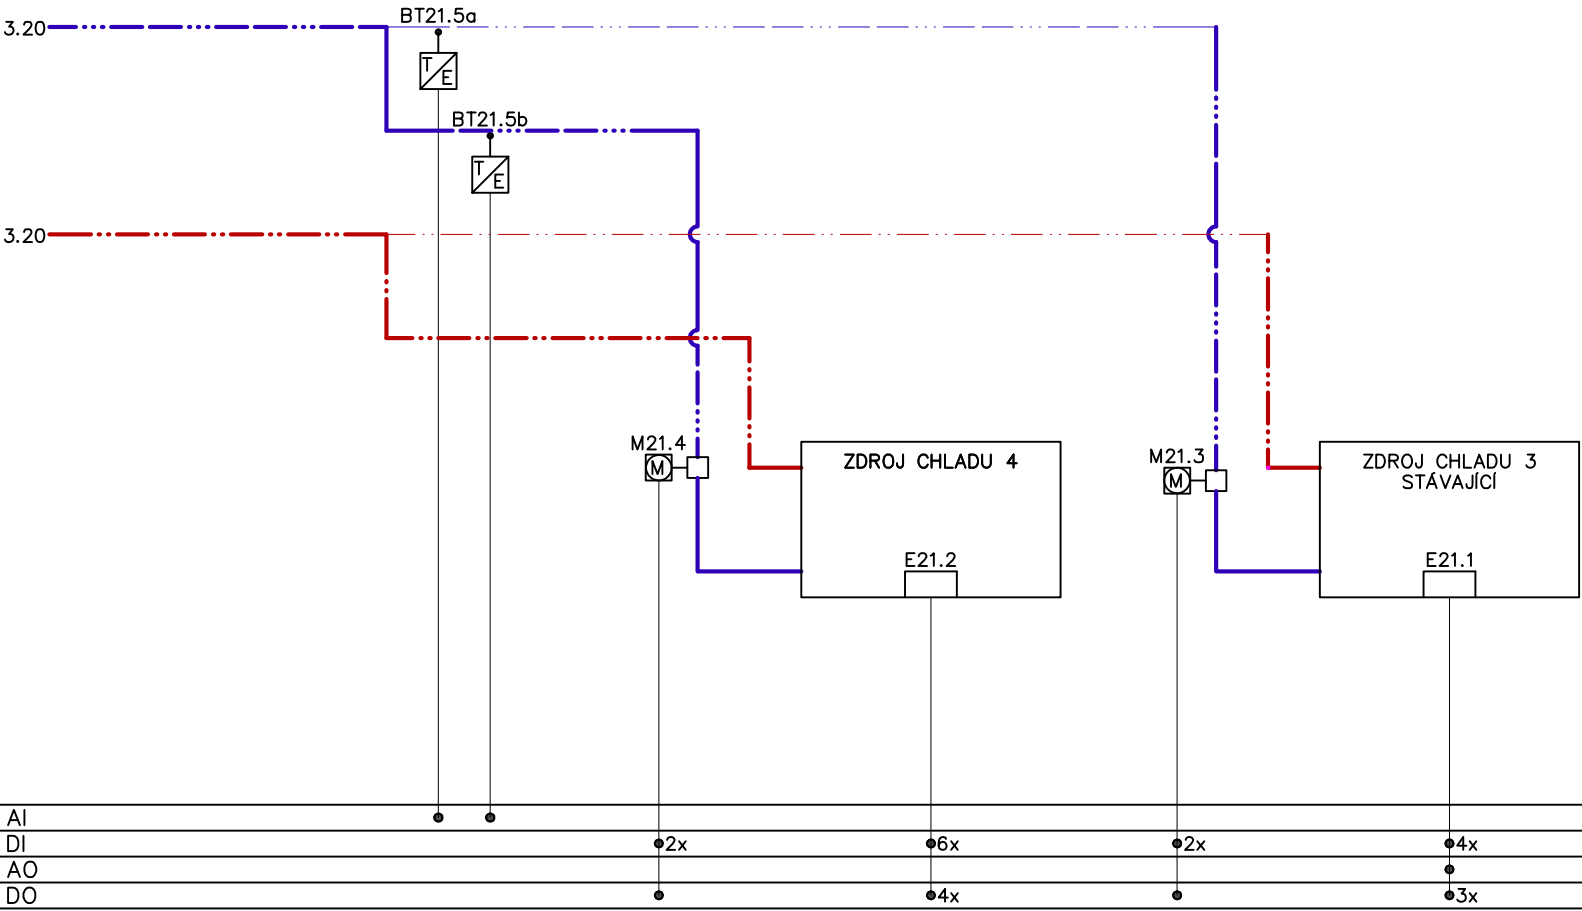 BT21.5a
3.20
T
E
BT21.5b
T
E
3.20
M21.4
M
ZDROJ CHLADU 4
E21.2
M21.3
M
ZDROJ CHLADU 3
STÁVAJÍCÍ
E21.1
AI
DI 2x 6x 2x 4x
AO
DO 4x 3x